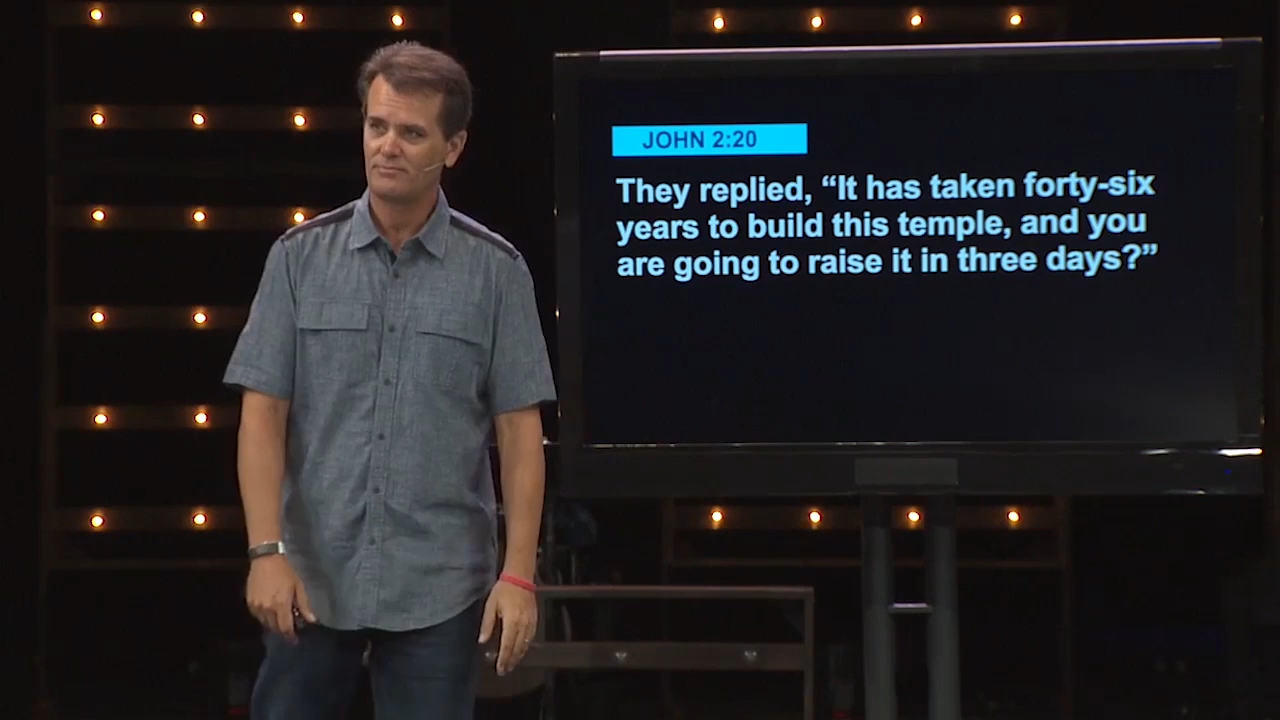 JOHN 2:20
They replied, “It has taken forty-six
years to build this temple, and you
are going to raise it in three days?”